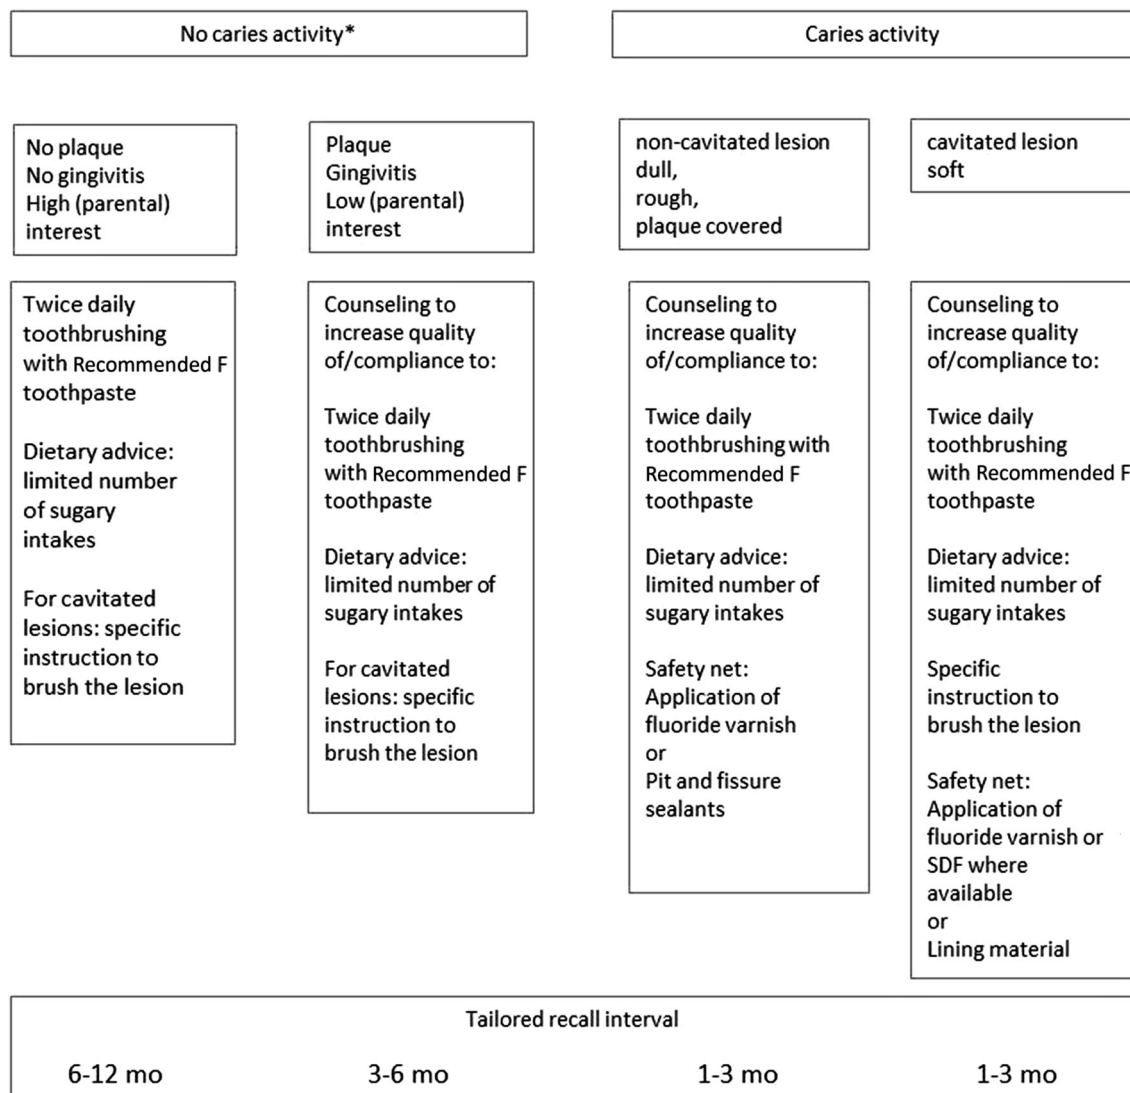 No caries activity*
Caries activity
No plaque
No gingivitis
High (parental)
interest
Plaque
Gingivitis
Low (parental)
interest
non-cavitated lesion
dull,
rough,
plaque covered
cavitated lesion
soft
Twice daily
toothbrushing
with Recommended F
toothpaste
Dietary advice:
limited number
of sugary
intakes
For cavitated
lesions: specific
instruction to
brush the lesion
Counseling to
increase quality
of/compliance to:
Twice daily
toothbrushing
with Recommended F
toothpaste
Dietary advice:
limited number of
sugary intakes
For cavitated
lesions: specific
instruction to
brush the lesion
Counseling to
increase quality
of/compliance to:
Twice daily
toothbrushing with
Recommended F
toothpaste
Dietary advice:
limited number of
sugary intakes
Safety net:
Application of
fluoride varnish
or
Pit and fissure
sealants
Counseling to
increase quality
of/compliance to:
Twice daily
toothbrushing
with Recommended F
toothpaste
Dietary advice:
limited number of
sugary intakes
Specific
instruction to
brush the lesion
Safety net:
Application of
fluoride varnish or
SDF where
available
or
Lining material
Tailored recall interval
6-12 mo
3-6 mo
1-3 mo
1-3 mo